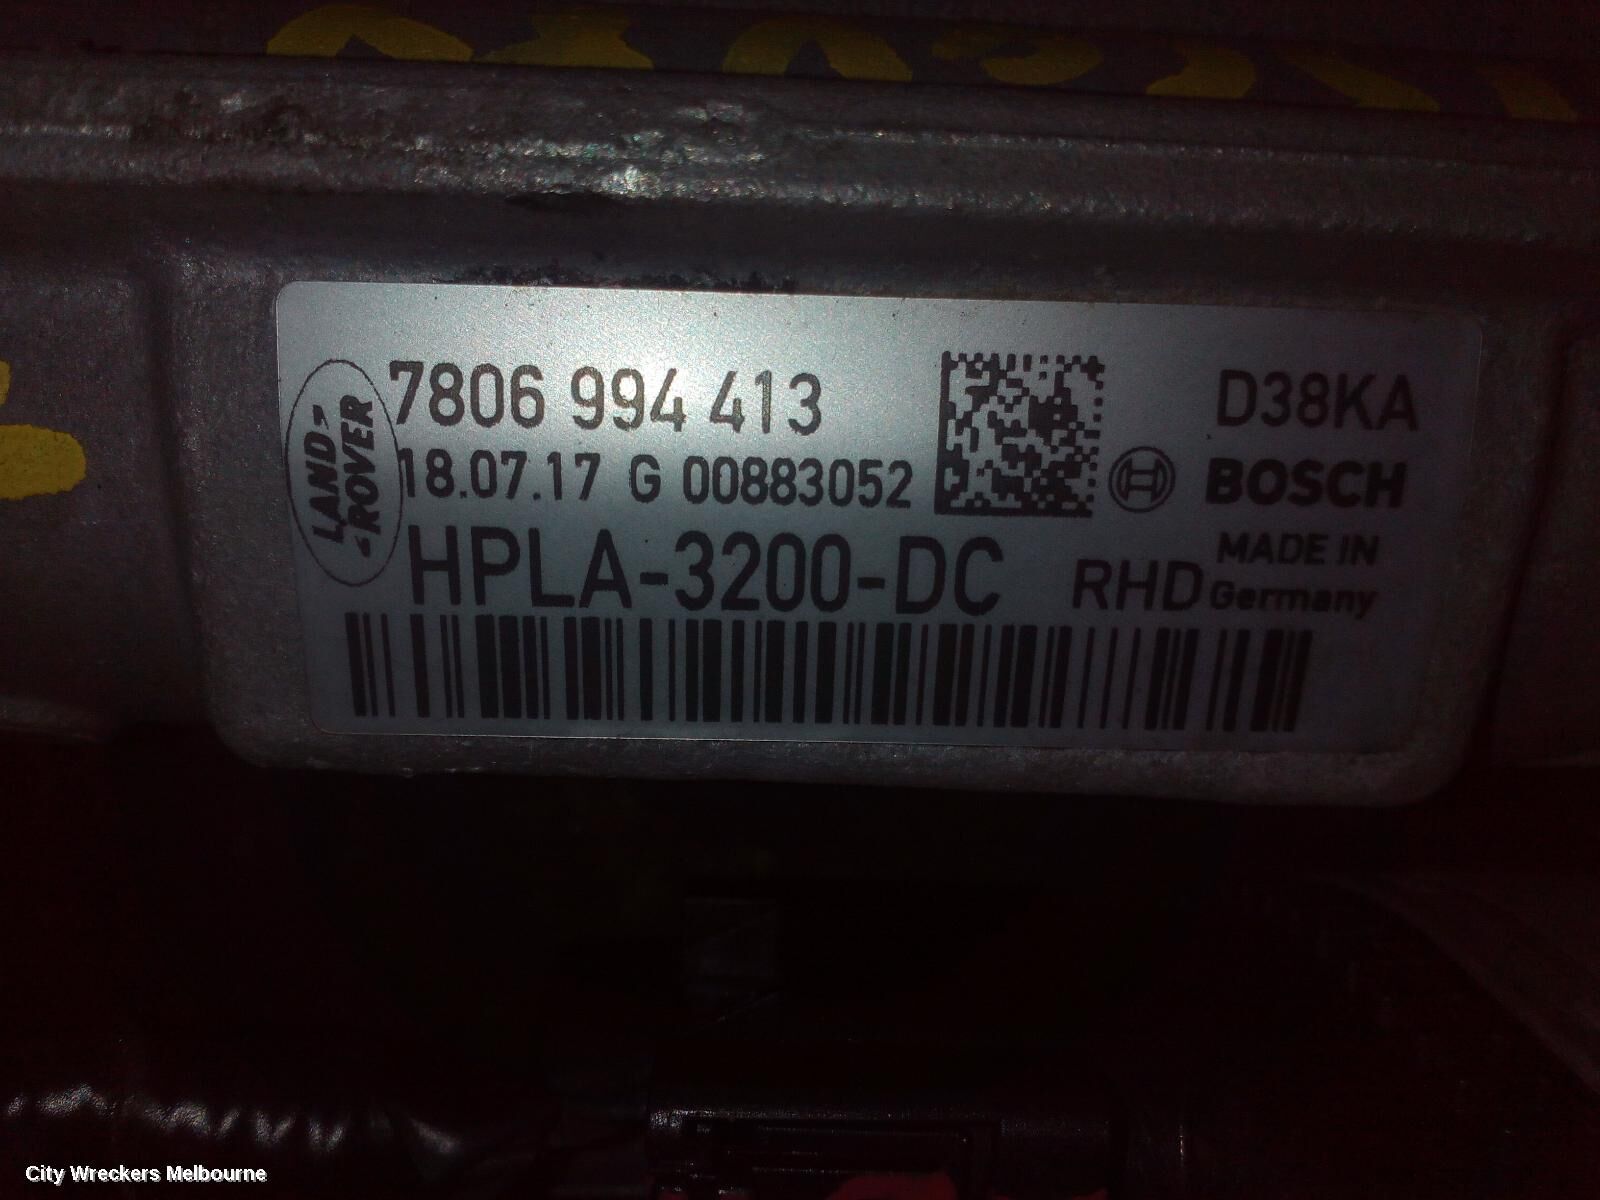 LAND ROVER
7806 994 413
D38KA
18.07.17 G 00883052
BOSCH
HPLA-3200-DC RHD
MADE IN
Germany
City Wreckers Melbourne